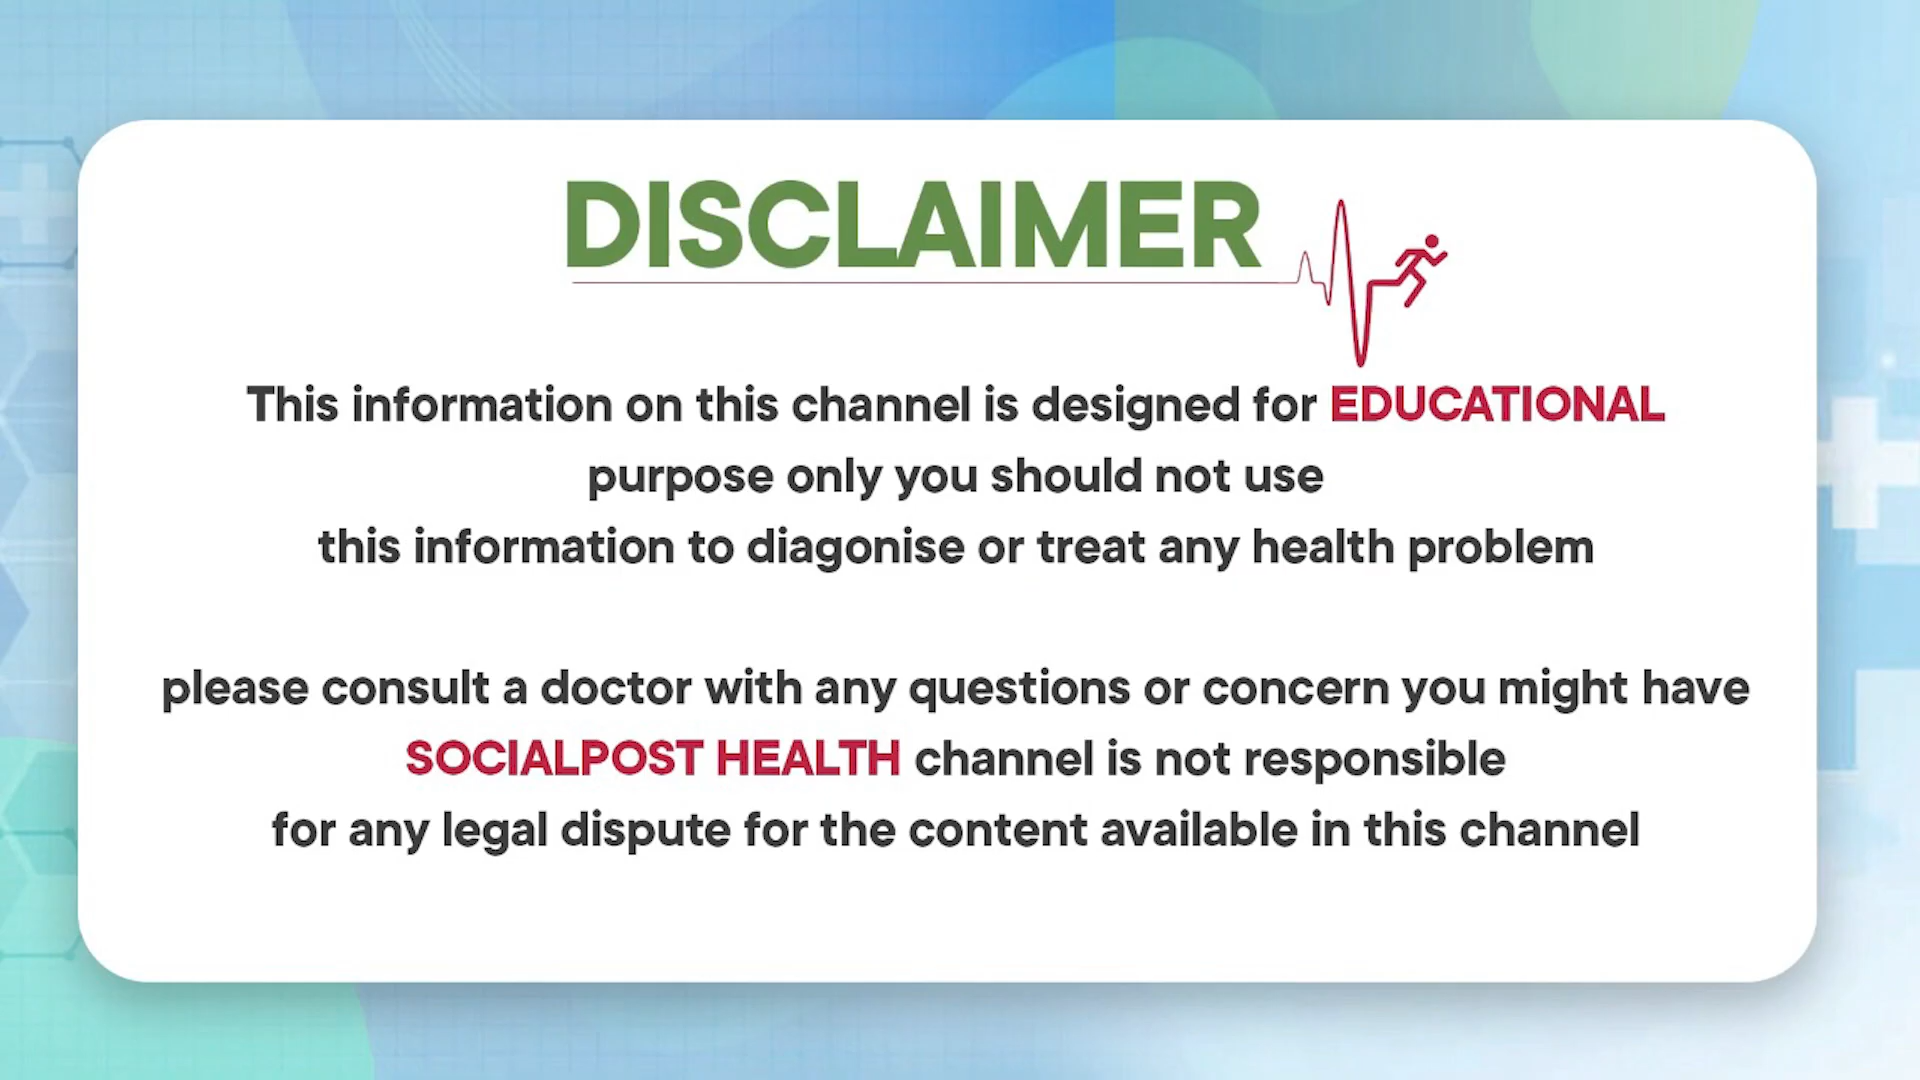 DISCLAIMER
This information on this channel is designed for EDUCATIONAL
purpose only you should not use
this information to diagonise or treat any health problem
please consult a doctor with any questions or concern you might have
SOCIALPOST HEALTH channel is not responsible
for any legal dispute for the content available in this channel